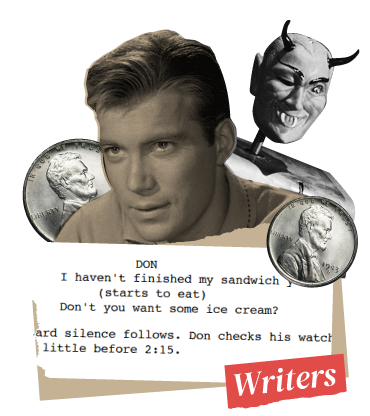 DON
I haven't finished my sandwich
(starts to eat)
Don't you want some ice cream?
ard silence follows. Don checks his watch
little before 2:15.
Writers